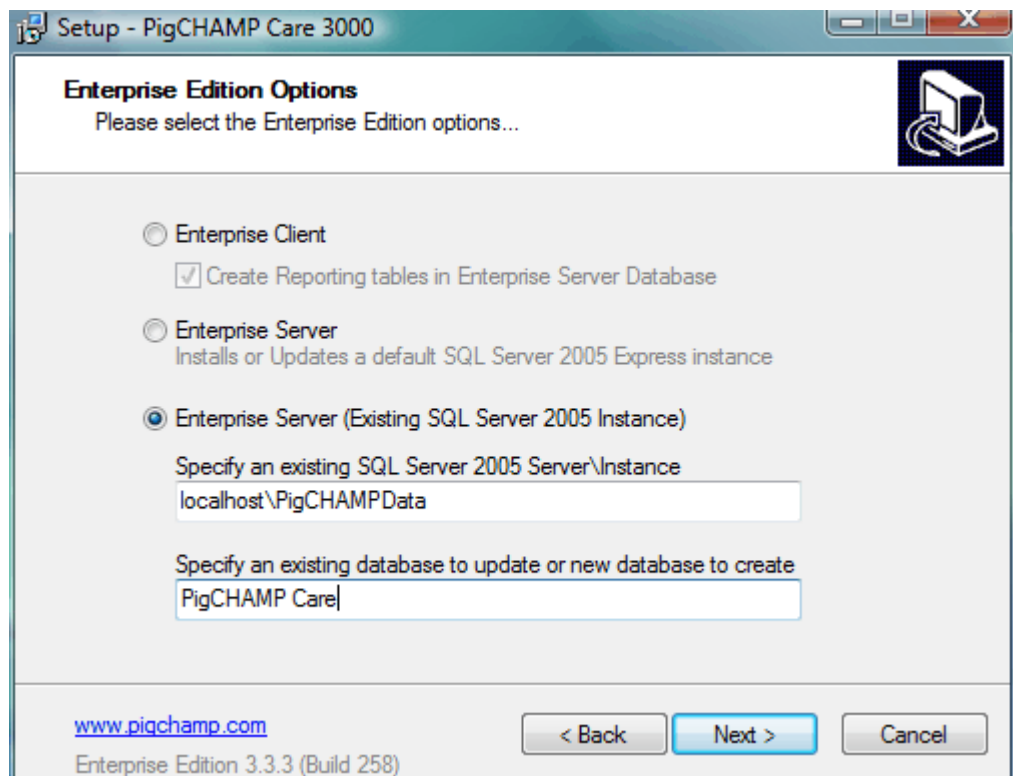 Setup - PigCHAMP Care 3000
Enterprise Edition Options
Please select the Enterprise Edition options...
Enterprise Client
Create Reporting tables in Enterprise Server Database
Enterprise Server
Installs or Updates a default SQL Server 2005 Express instance
Enterprise Server (Existing SQL Server 2005 Instance)
Specify an existing SQL Server 2005 Server\Instance
localhost\PigCHAMPData
Specify an existing database to update or new database to create
PigCHAMP Care
www.pigchamp.com
< Back Next > Cancel
Enterprise Edition 3.3.3 (Build 258)